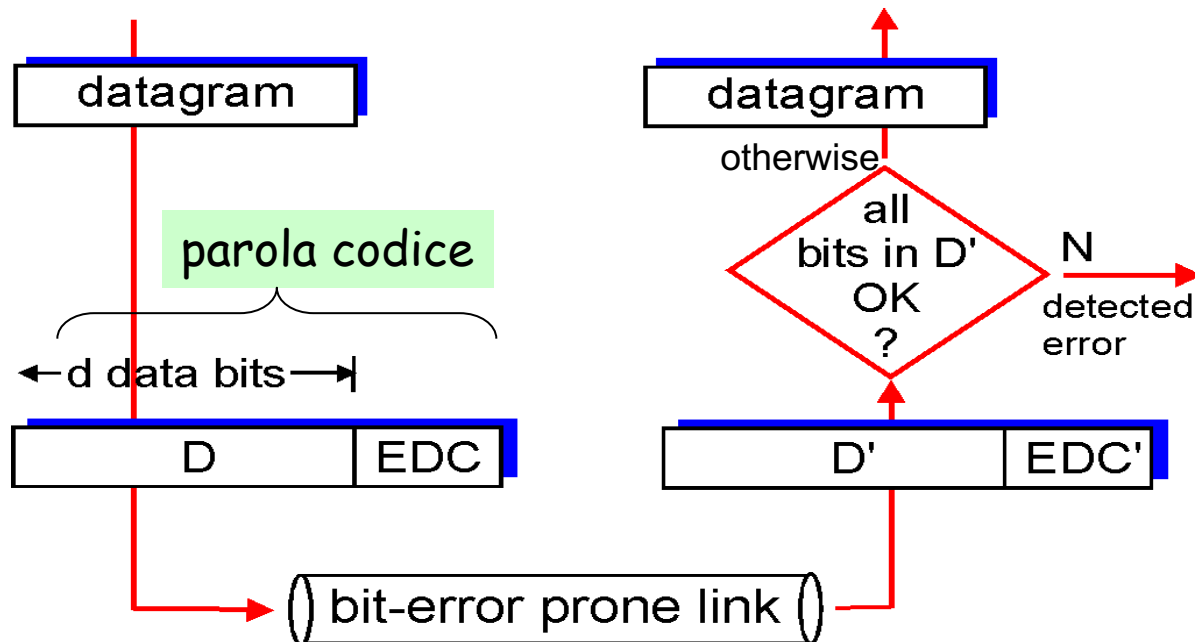 datagram
parola codice
d data bits
D
EDC
bit-error prone link
datagram
otherwise
all
bits in D'
OK
?
N
detected
error
D'
EDC'